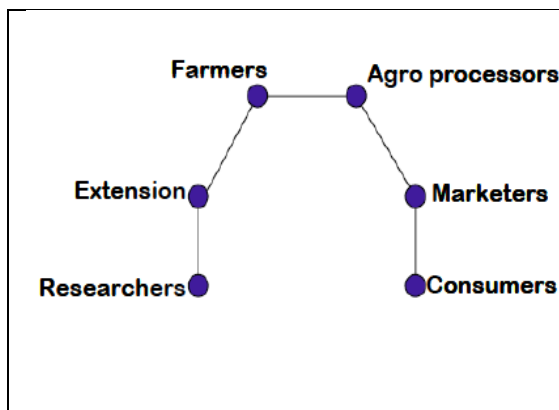 Farmers
Agro processors
Extension
Marketers
Researchers
Consumers